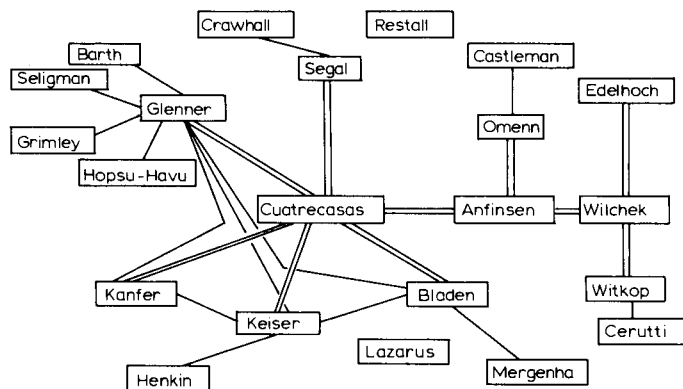 Crawhall
Restall
Barth
Segal
Castleman
Seligman
Edelhoch
Glenner
Omenn
Grimley
Hopsu-Havu
Cuatrecasas
Anfinsen
Wilchek
Kanfer
Bladen
Witkop
Keiser
Cerutti
Lazarus
Henkin
Mergenha